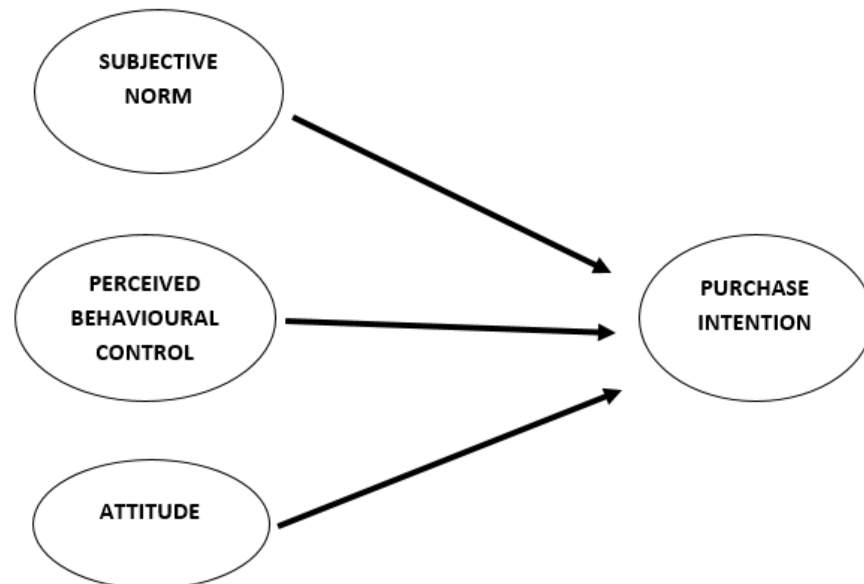 SUBJECTIVE
NORM
PERCEIVED
BEHAVIOURAL
CONTROL
PURCHASE
INTENTION
ATTITUDE